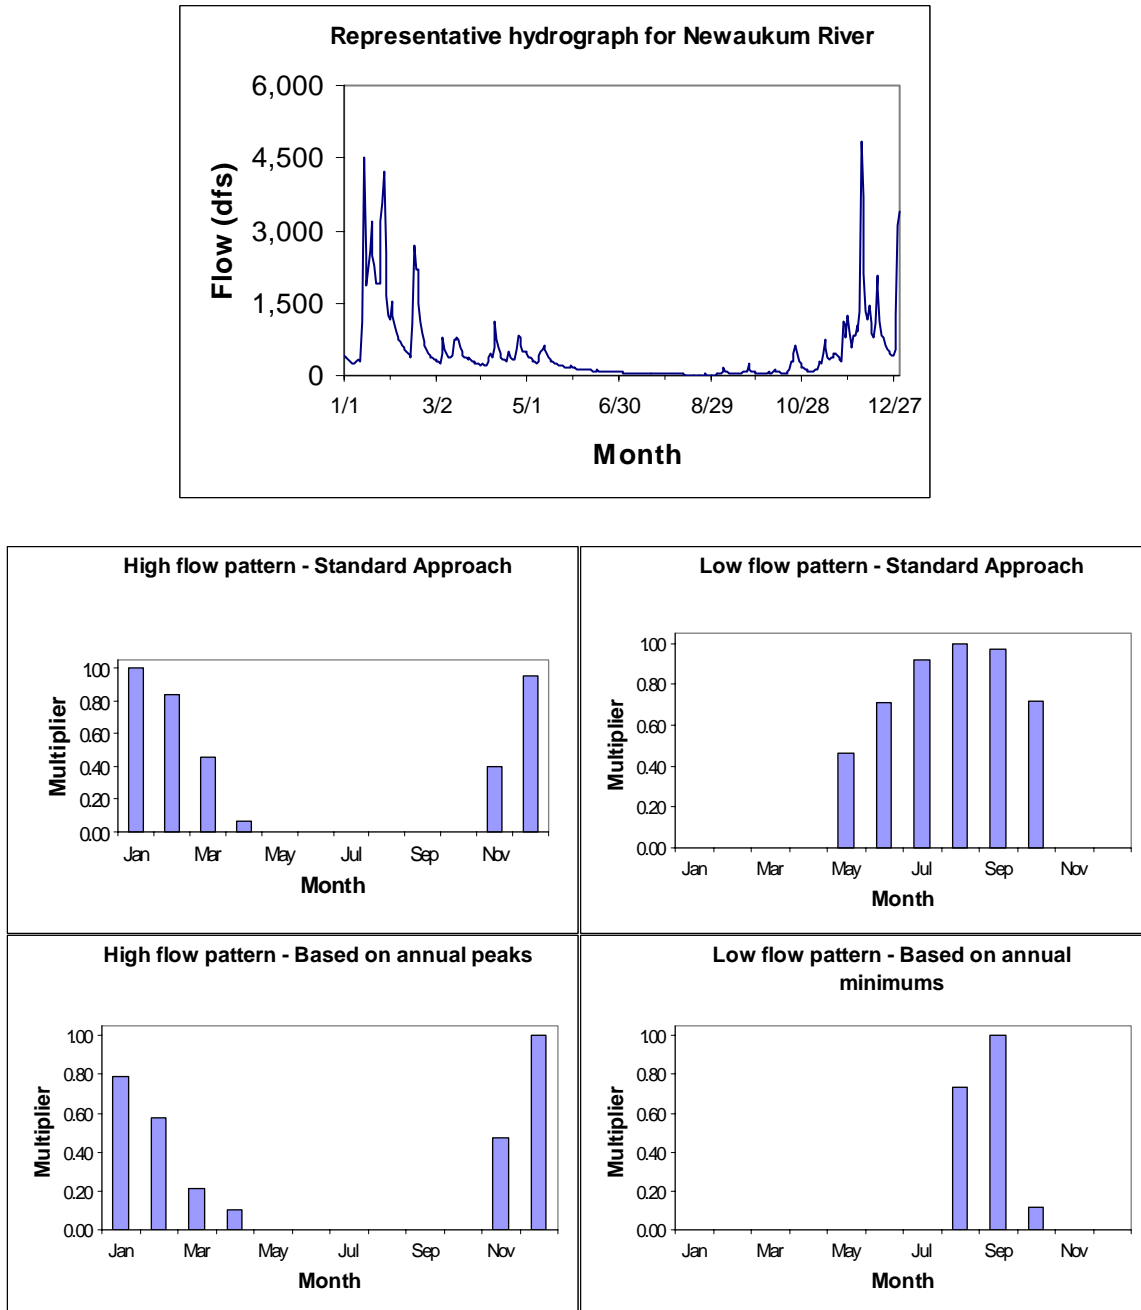 Representative hydrograph for Newaukum River
6,000
4,500
3,000
1,500
0
Flow (dfs)
1/1
3/2
5/1
6/30
8/29
10/28
12/27
Month
High flow pattern - Standard Approach
1.00
0.80
0.60
0.40
0.20
0.00
Multiplier
Jan
Mar
May
Jul
Sep
Nov
Month
Low flow pattern - Standard Approach
1.00
0.80
0.60
0.40
0.20
0.00
Multiplier
Jan
Mar
May
Jul
Sep
Nov
Month
High flow pattern - Based on annual peaks
1.00
0.80
0.60
0.40
0.20
0.00
Multiplier
Jan
Mar
May
Jul
Sep
Nov
Month
Low flow pattern - Based on annual
minimums
1.00
0.80
0.60
0.40
0.20
0.00
Multiplier
Jan
Mar
May
Jul
Sep
Nov
Month